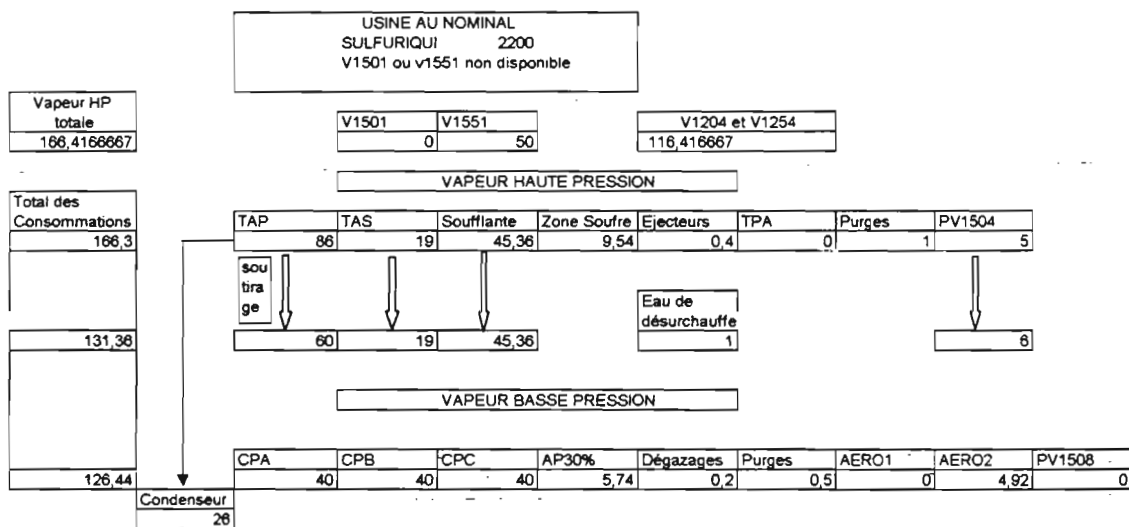 USINE AU NOMINAL
SULFURIQUI 2200
V1501 ou v1551 non disponible
Vapeur HP
totale
166,4166667
V1501 V1551
0 50
V1204 et V1254
116,416667
VAPEUR HAUTE PRESSION
Total des
Consommations
166,3
TAP TAS Soufflante Zone Soufre Ejecteurs TPA Purges PV1504
86 19 45,36 9,54 0,4 0 1 5
sou
tira
ge
Eau de
désurchauffe
131,36 60 19 45,36 1 6
VAPEUR BASSE PRESSION
CPA CPB CPC AP30% Dégazages Purges AERO1 AERO2 PV1508
126,44 40 40 40 5,74 0,2 0,5 0 4,92 0
Condenseur
26